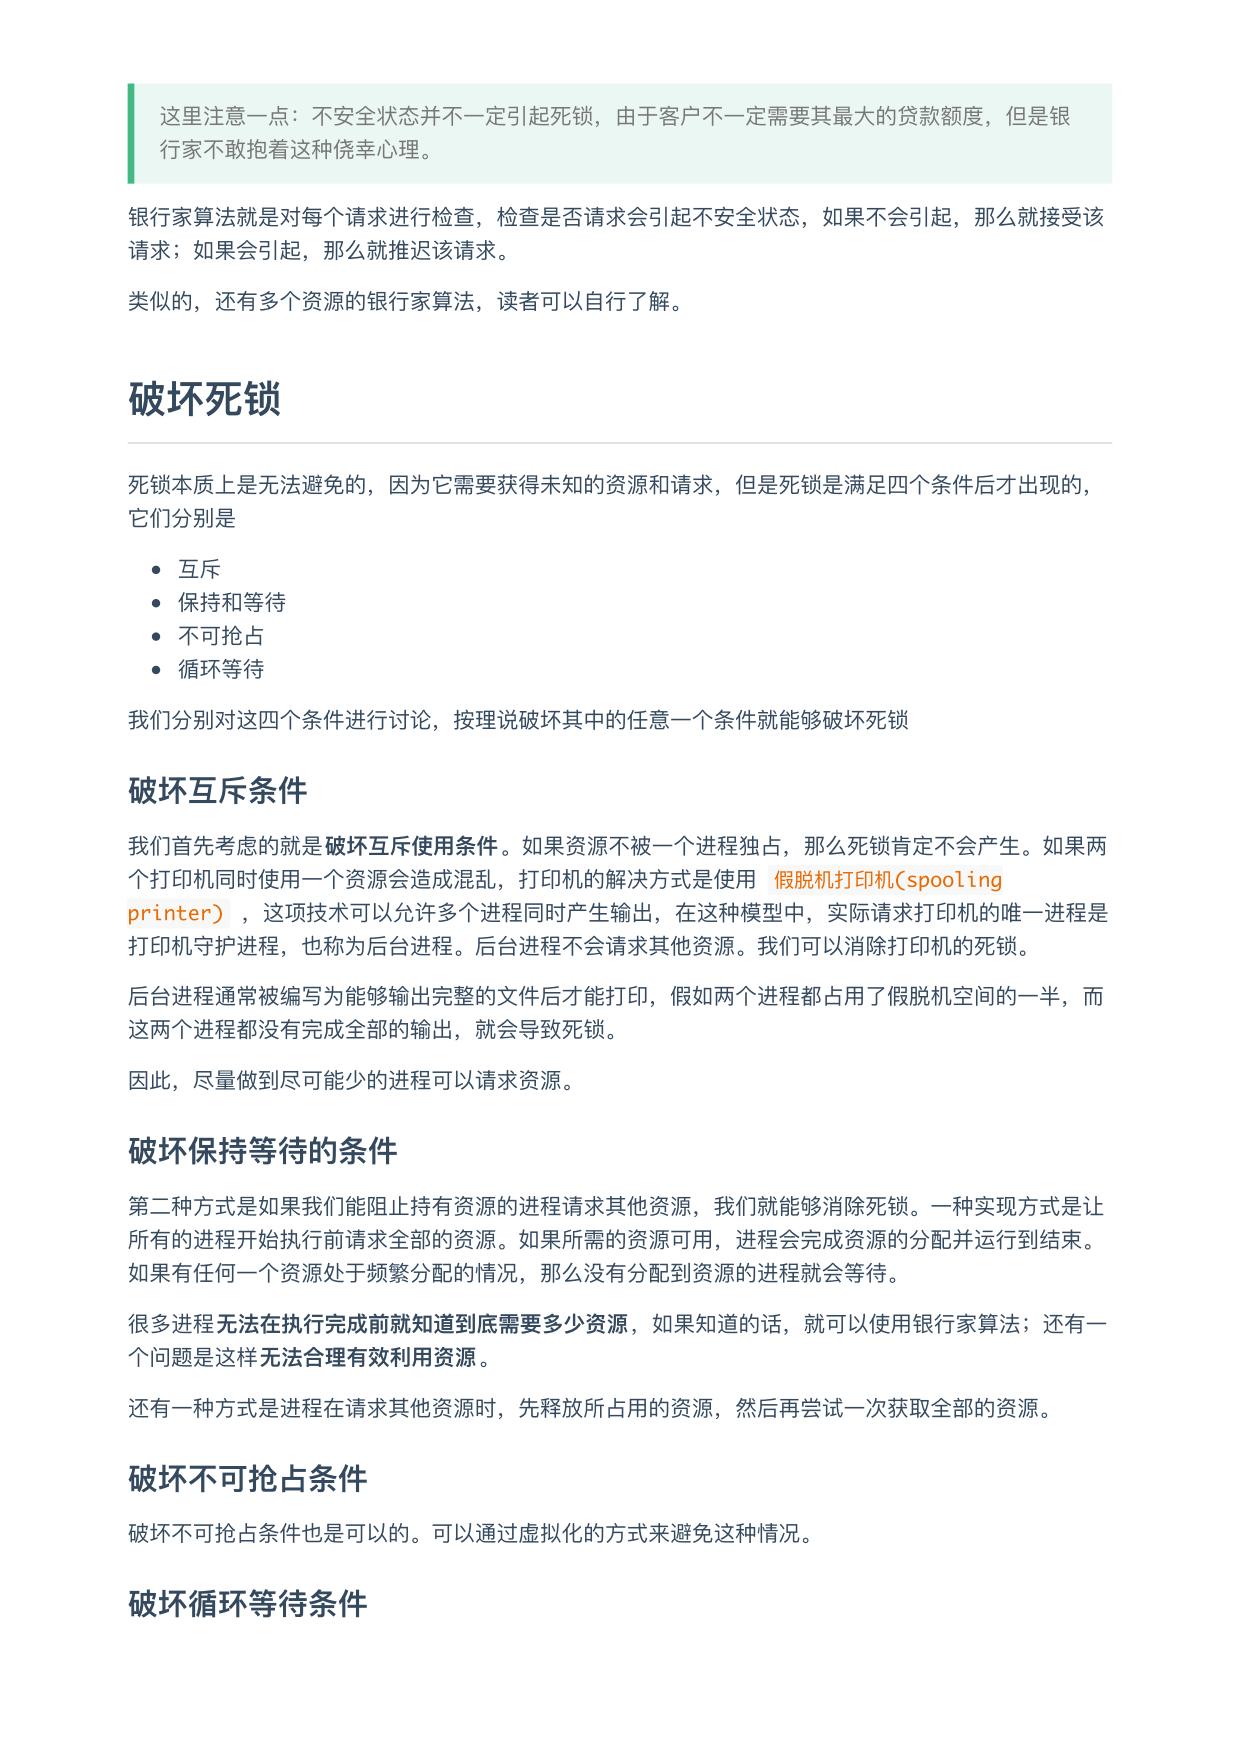 这里注意一点：不安全状态并不一定引起死锁，由于客户不一定需要其最大的贷款额度，但是银
行家不敢抱着这种侥幸心理。
银行家算法就是对每个请求进行检查，检查是否请求会引起不安全状态，如果不会引起，那么就接受该
请求；如果会引起，那么就推迟该请求。
类似的，还有多个资源的银行家算法，读者可以自行了解。
破坏死锁
死锁本质上是无法避免的，因为它需要获得未知的资源和请求，但是死锁是满足四个条件后才出现的，
它们分别是
• 互斥
• 保持和等待
• 不可抢占
• 循环等待
我们分别对这四个条件进行讨论，按理说破坏其中的任意一个条件就能够破坏死锁
破坏互斥条件
我们首先考虑的就是破坏互斥使用条件。如果资源不被一个进程独占，那么死锁肯定不会产生。如果两
个打印机同时使用一个资源会造成混乱，打印机的解决方式是使用 假脱机打印机(spooling
printer) ，这项技术可以允许多个进程同时产生输出，在这种模型中，实际请求打印机的唯一进程是
打印机守护进程，也称为后台进程。后台进程不会请求其他资源。我们可以消除打印机的死锁。
后台进程通常被编写为能够输出完整的文件后才能打印，假如两个进程都占用了假脱机空间的一半，而
这两个进程都没有完成全部的输出，就会导致死锁。
因此，尽量做到尽可能少的进程可以请求资源。
破坏保持等待的条件
第二种方式是如果我们能阻止持有资源的进程请求其他资源，我们就能够消除死锁。一种实现方式是让
所有的进程开始执行前请求全部的资源。如果所需的资源可用，进程会完成资源的分配并运行到结束。
如果有任何一个资源处于频繁分配的情况，那么没有分配到资源的进程就会等待。
很多进程无法在执行完成前就知道到底需要多少资源，如果知道的话，就可以使用银行家算法；还有一
个问题是这样无法合理有效利用资源。
还有一种方式是进程在请求其他资源时，先释放所占用的资源，然后再尝试一次获取全部的资源。
破坏不可抢占条件
破坏不可抢占条件也是可以的。可以通过虚拟化的方式来避免这种情况。
破坏循环等待条件